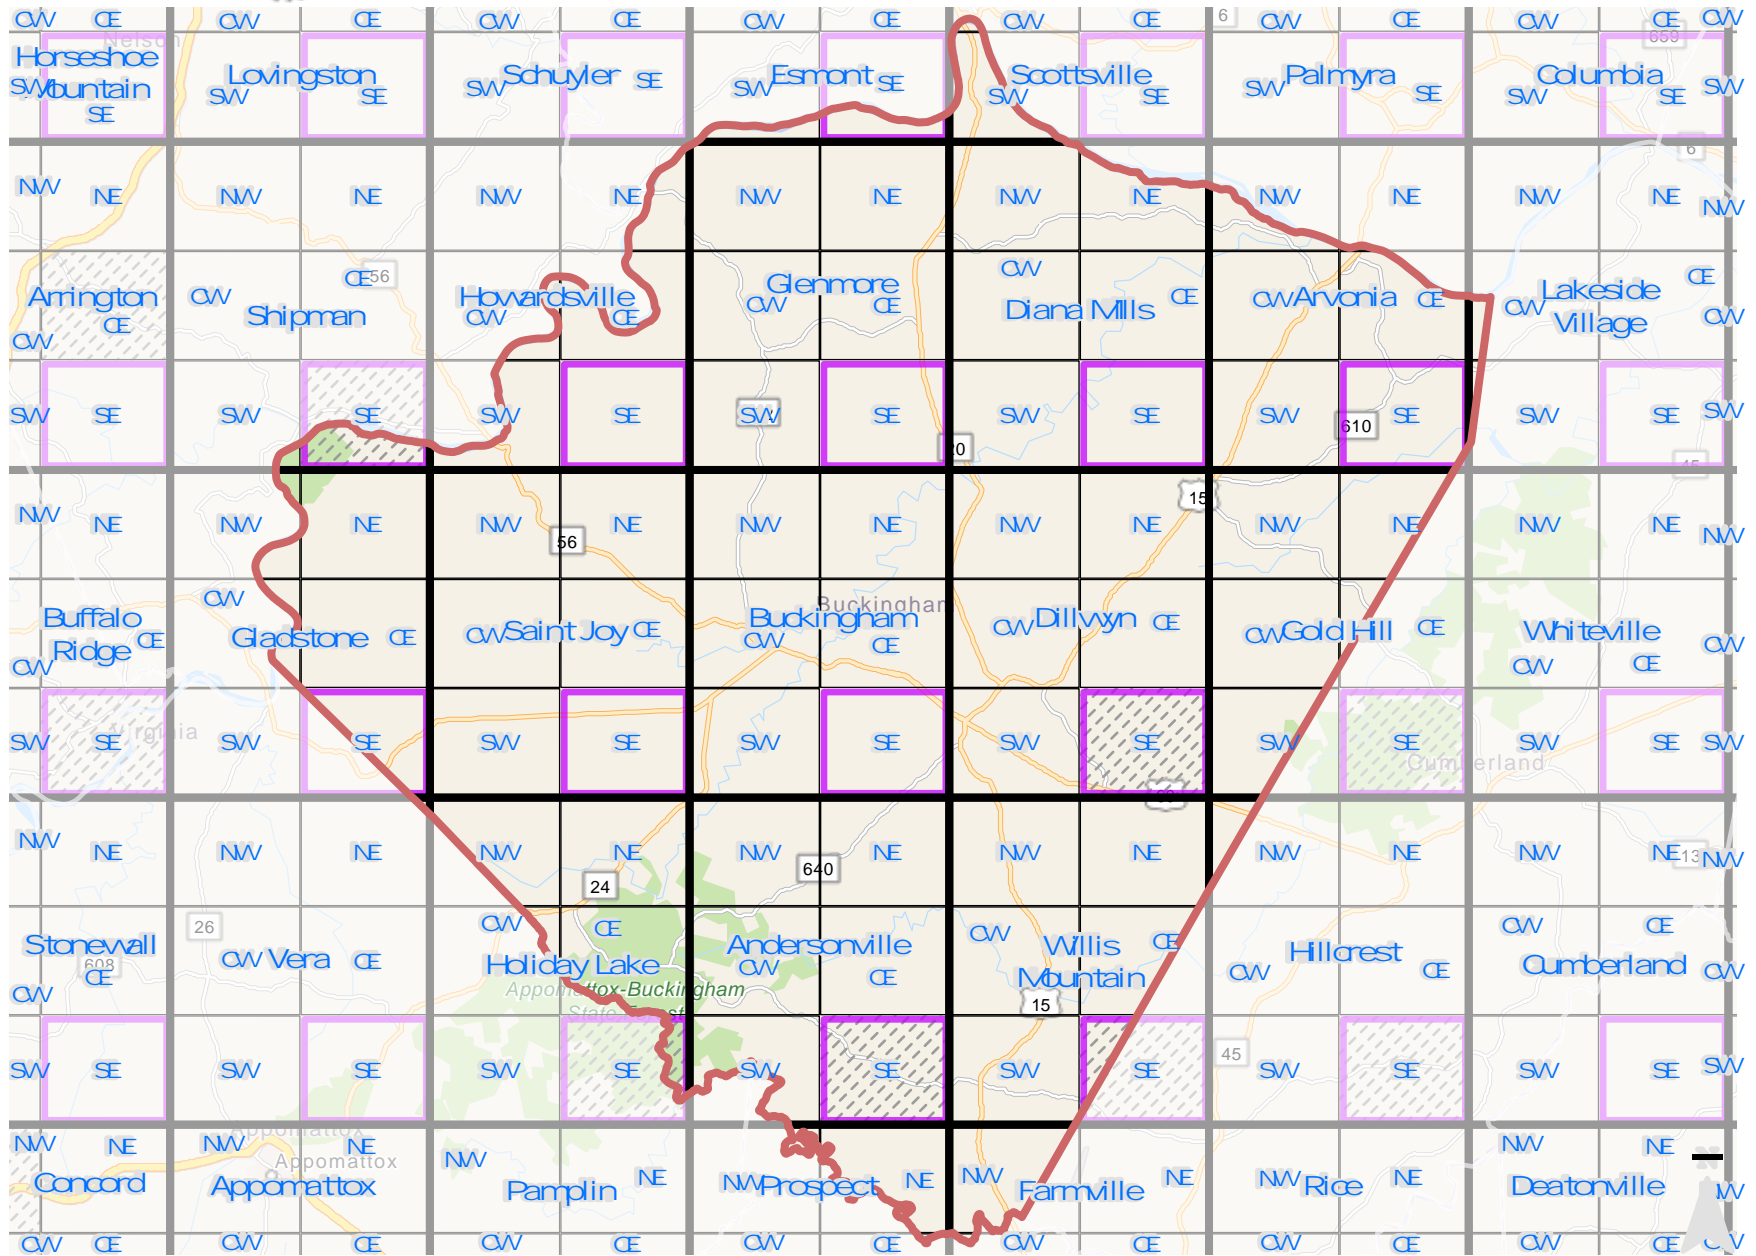 CW CE CW CE CW CE CW CE CW CE 6 CW CE CW CE CW
Nelson 659
Horseshoe Lovingston Schuyler Esmont Scottsville Palmyra Columbia
Mountain
SW SE SW SE SW SE SW SE SW SE SW SE SW SE SW
6
NW NE NW NE NW NE NW NE NW NE NW NE NW NE NW
Arrington CW CE 56 Howardsville Glenmore CW CE CW Arvonia CE Lakeside CE
CW CE Shipman CW CE CW CE Diana Mills CW Village CW
SW SE SW SE SW SE SW SE SW SE SW 610 SE SW SE SW
20 45
NW NE NW NE NW NE NW NE NW NE NW NE NW NE NW
56 15
Buckingham
Buffalo CW
Ridge CE Gladstone CE CW Saint Joy CE Buckingham CW Dillwyn CE CW Gold Hill CE Whiteville CW
CW CW CE CW CE
SW SE SW SE SW SE SW SE SW SE SW SE SW SE SW
Virginia Cumberland
NW NE NW NE NW NE NW NE NW NE NW NE NW NE 13 NW
24 640
26 CW CE CW CE CW CE
Stonewall CW Vera CE Holiday Lake Andersonville Willis Hillcrest Cumberland CW
608 CE CW CE Mountain CW CE
CW Appomattox-Buckingham
State Forest 15
SW SE SW SE SW SE SW SE SW SE 45 SW SE SW SE SW
Appomattox
NW NE NW NE NW NE NW NE NW NE NW NE NW NE
Appomattox
Concord Appomattox Pamplin Prospect Farmville Rice Deatonville
CW CE CW CE CW CE CW CE CW CE CW CE CW CE